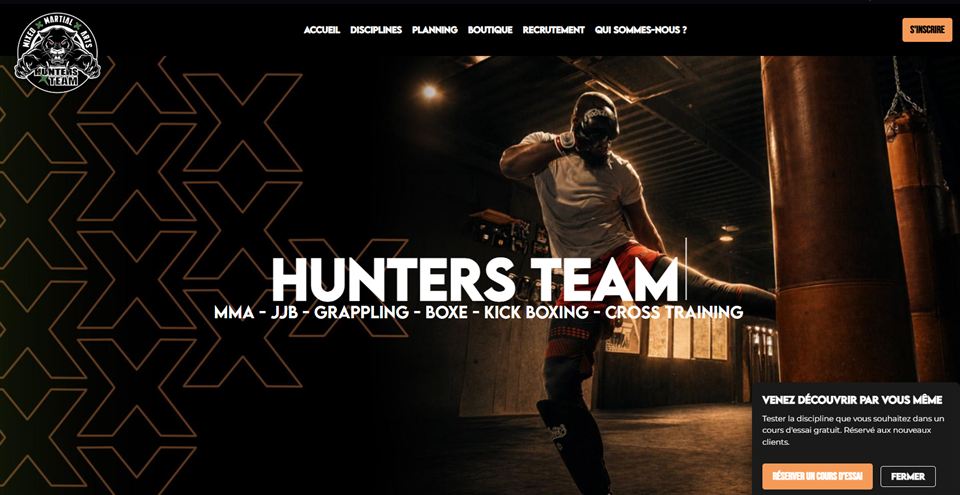 MIXED MARTIAL ARTS
HUNTERS
TEAM
ACCUEIL DISCIPLINES PLANNING BOUTIQUE RECRUTEMENT QUI SOMMES-NOUS ?
S'INSCRIRE
HUNTERS TEAM
MMA - JJB - GRAPPLING - BOXE - KICK BOXING - CROSS TRAINING
VENEZ DÉCOUVRIR PAR VOUS MÊME
Tester la discipline que vous souhaitez dans un
cours d'essai gratuit. Réservé aux nouveaux
clients.
RÉSERVER UN COURS D'ESSAI
FERMER